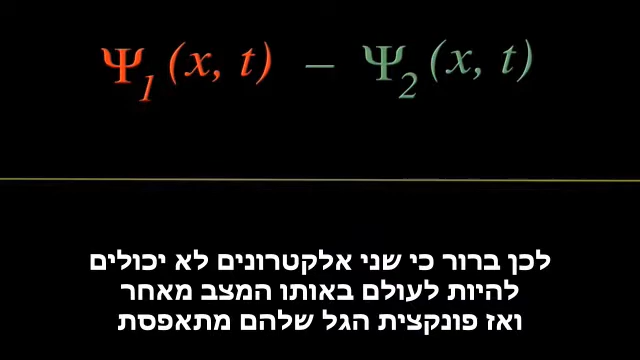 Ψ₁(x, t) – Ψ₂(x, t)
לכן ברור כי שני אלקטרונים לא יכולים
להיות לעולם באותו המצב מאחר
ואז פונקצית הגל שלהם מתאפסת